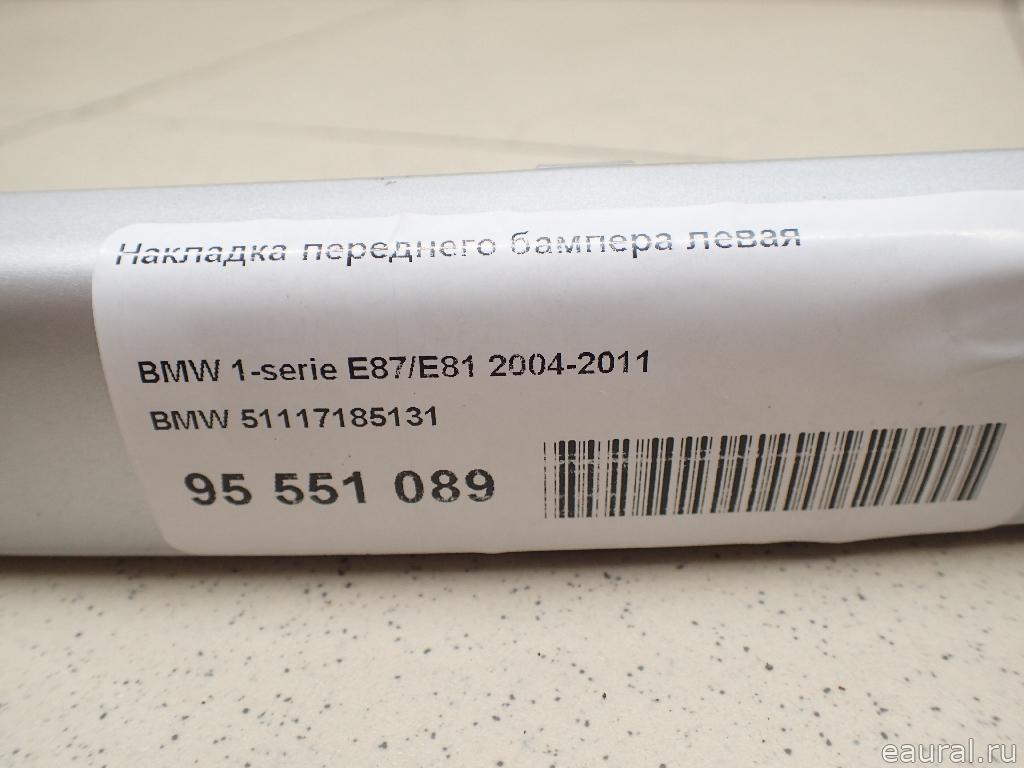 Накладка переднего бампера левая
BMW 1-serie E87/E81 2004-2011
BMW 51117185131
95 551 089
eaural.ru